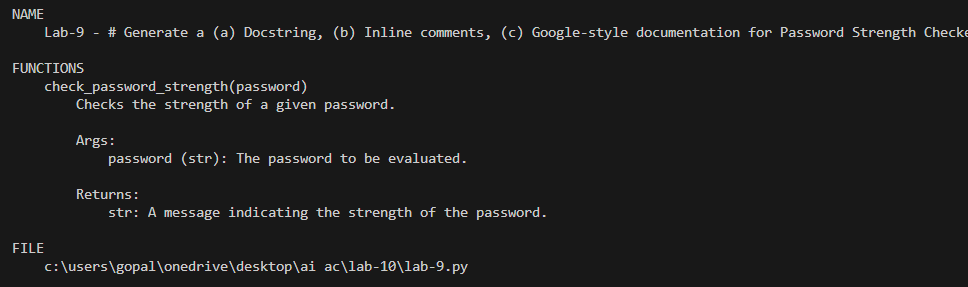 NAME
Lab-9 - # Generate a (a) Docstring, (b) Inline comments, (c) Google-style documentation for Password Strength Checke
FUNCTIONS
check_password_strength(password)
Checks the strength of a given password.
Args:
password (str): The password to be evaluated.
Returns:
str: A message indicating the strength of the password.
FILE
c:\users\gopal\onedrive\desktop\ai ac\lab-10\lab-9.py